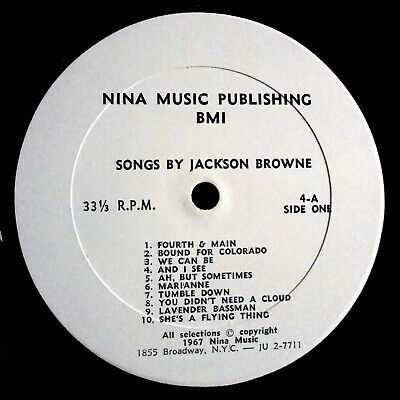 NINA MUSIC PUBLISHING
BMI
SONGS BY JACKSON BROWNE
33⅓ R.P.M.
4-A
SIDE ONE
1. FOURTH & MAIN
2. BOUND FOR COLORADO
3. WE CAN BE
4. AND I SEE
5. AH, BUT SOMETIMES
6. MARIANNE
7. TUMBLE DOWN
8. YOU DIDN'T NEED A CLOUD
9. LAVENDER BASSMAN
10. SHE'S A FLYING THING
All selections © copyright
1967 Nina Music
1855 Broadway, N.Y.C. — JU 2-7711